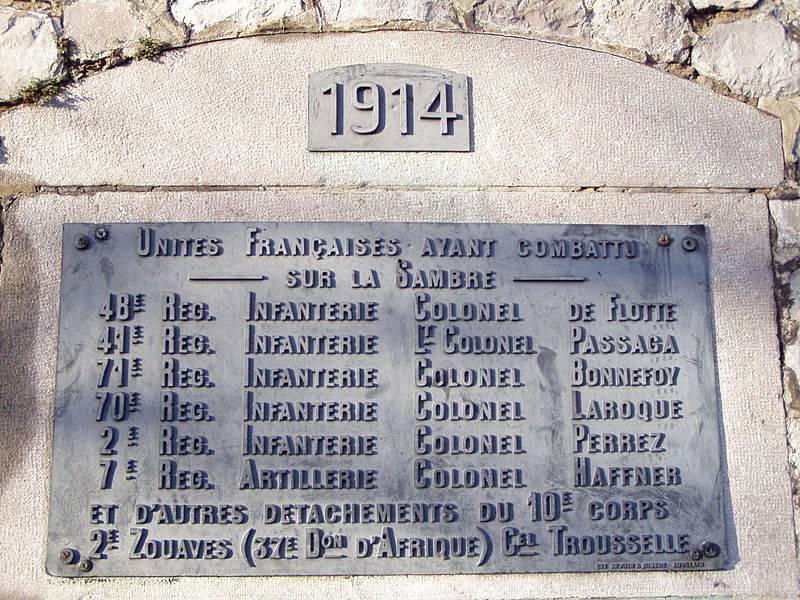 1914
Unites Françaises ayant combattu
sur la Sambre
48E Reg. Infanterie Colonel de Flotte
41E Reg. Infanterie Lt Colonel Passaga
71E Reg. Infanterie Colonel Bonnefoy
70E Reg. Infanterie Colonel Laroque
2E Reg. Infanterie Colonel Perrez
7E Reg. Artillerie Colonel Haffner
et d'autres detachements du 10E corps
2E Zouaves (37E Don d'Afrique) Cel Trousselle